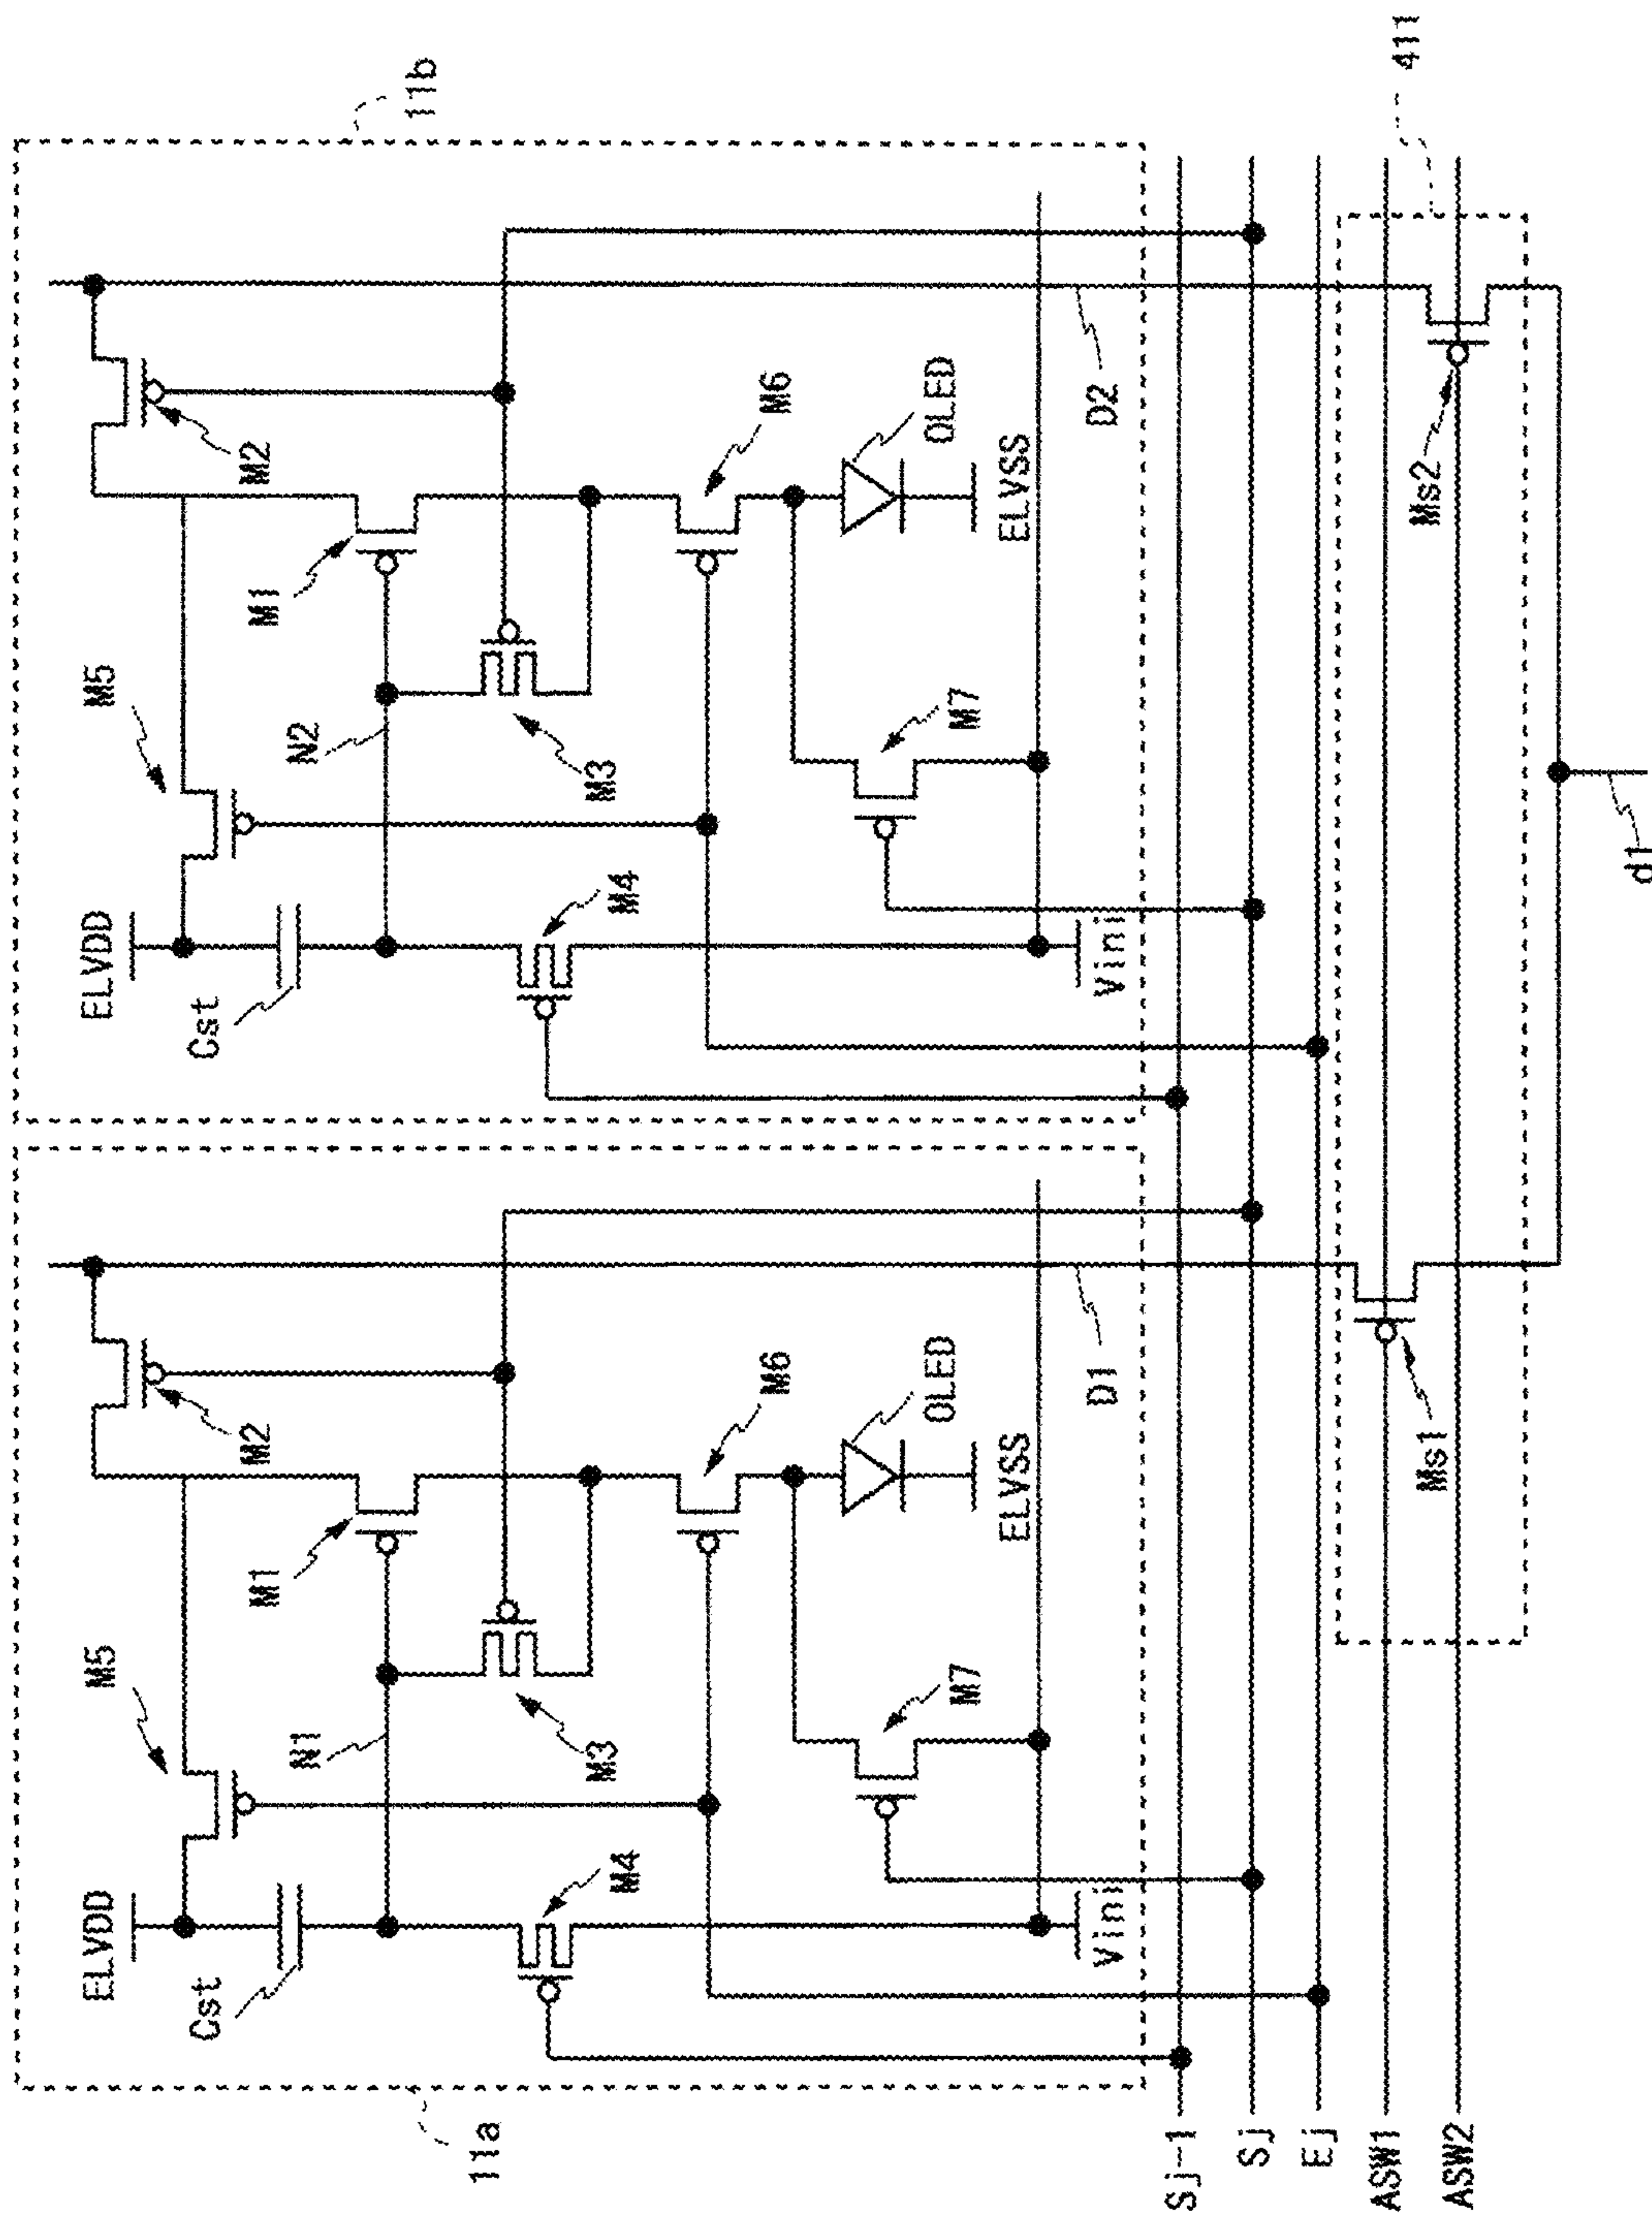 11a
ELVDD
M5
Cst
M2
N1
M1
M3
M4
M6
M7
OLED
Vini
ELVSS
D1
11b
ELVDD
M5
Cst
M2
N2
M1
M3
M4
M6
M7
OLED
Vini
ELVSS
D2
Sj-1
Sj
Ej
ASW1
ASW2
Ms1
Ms2
411
d1